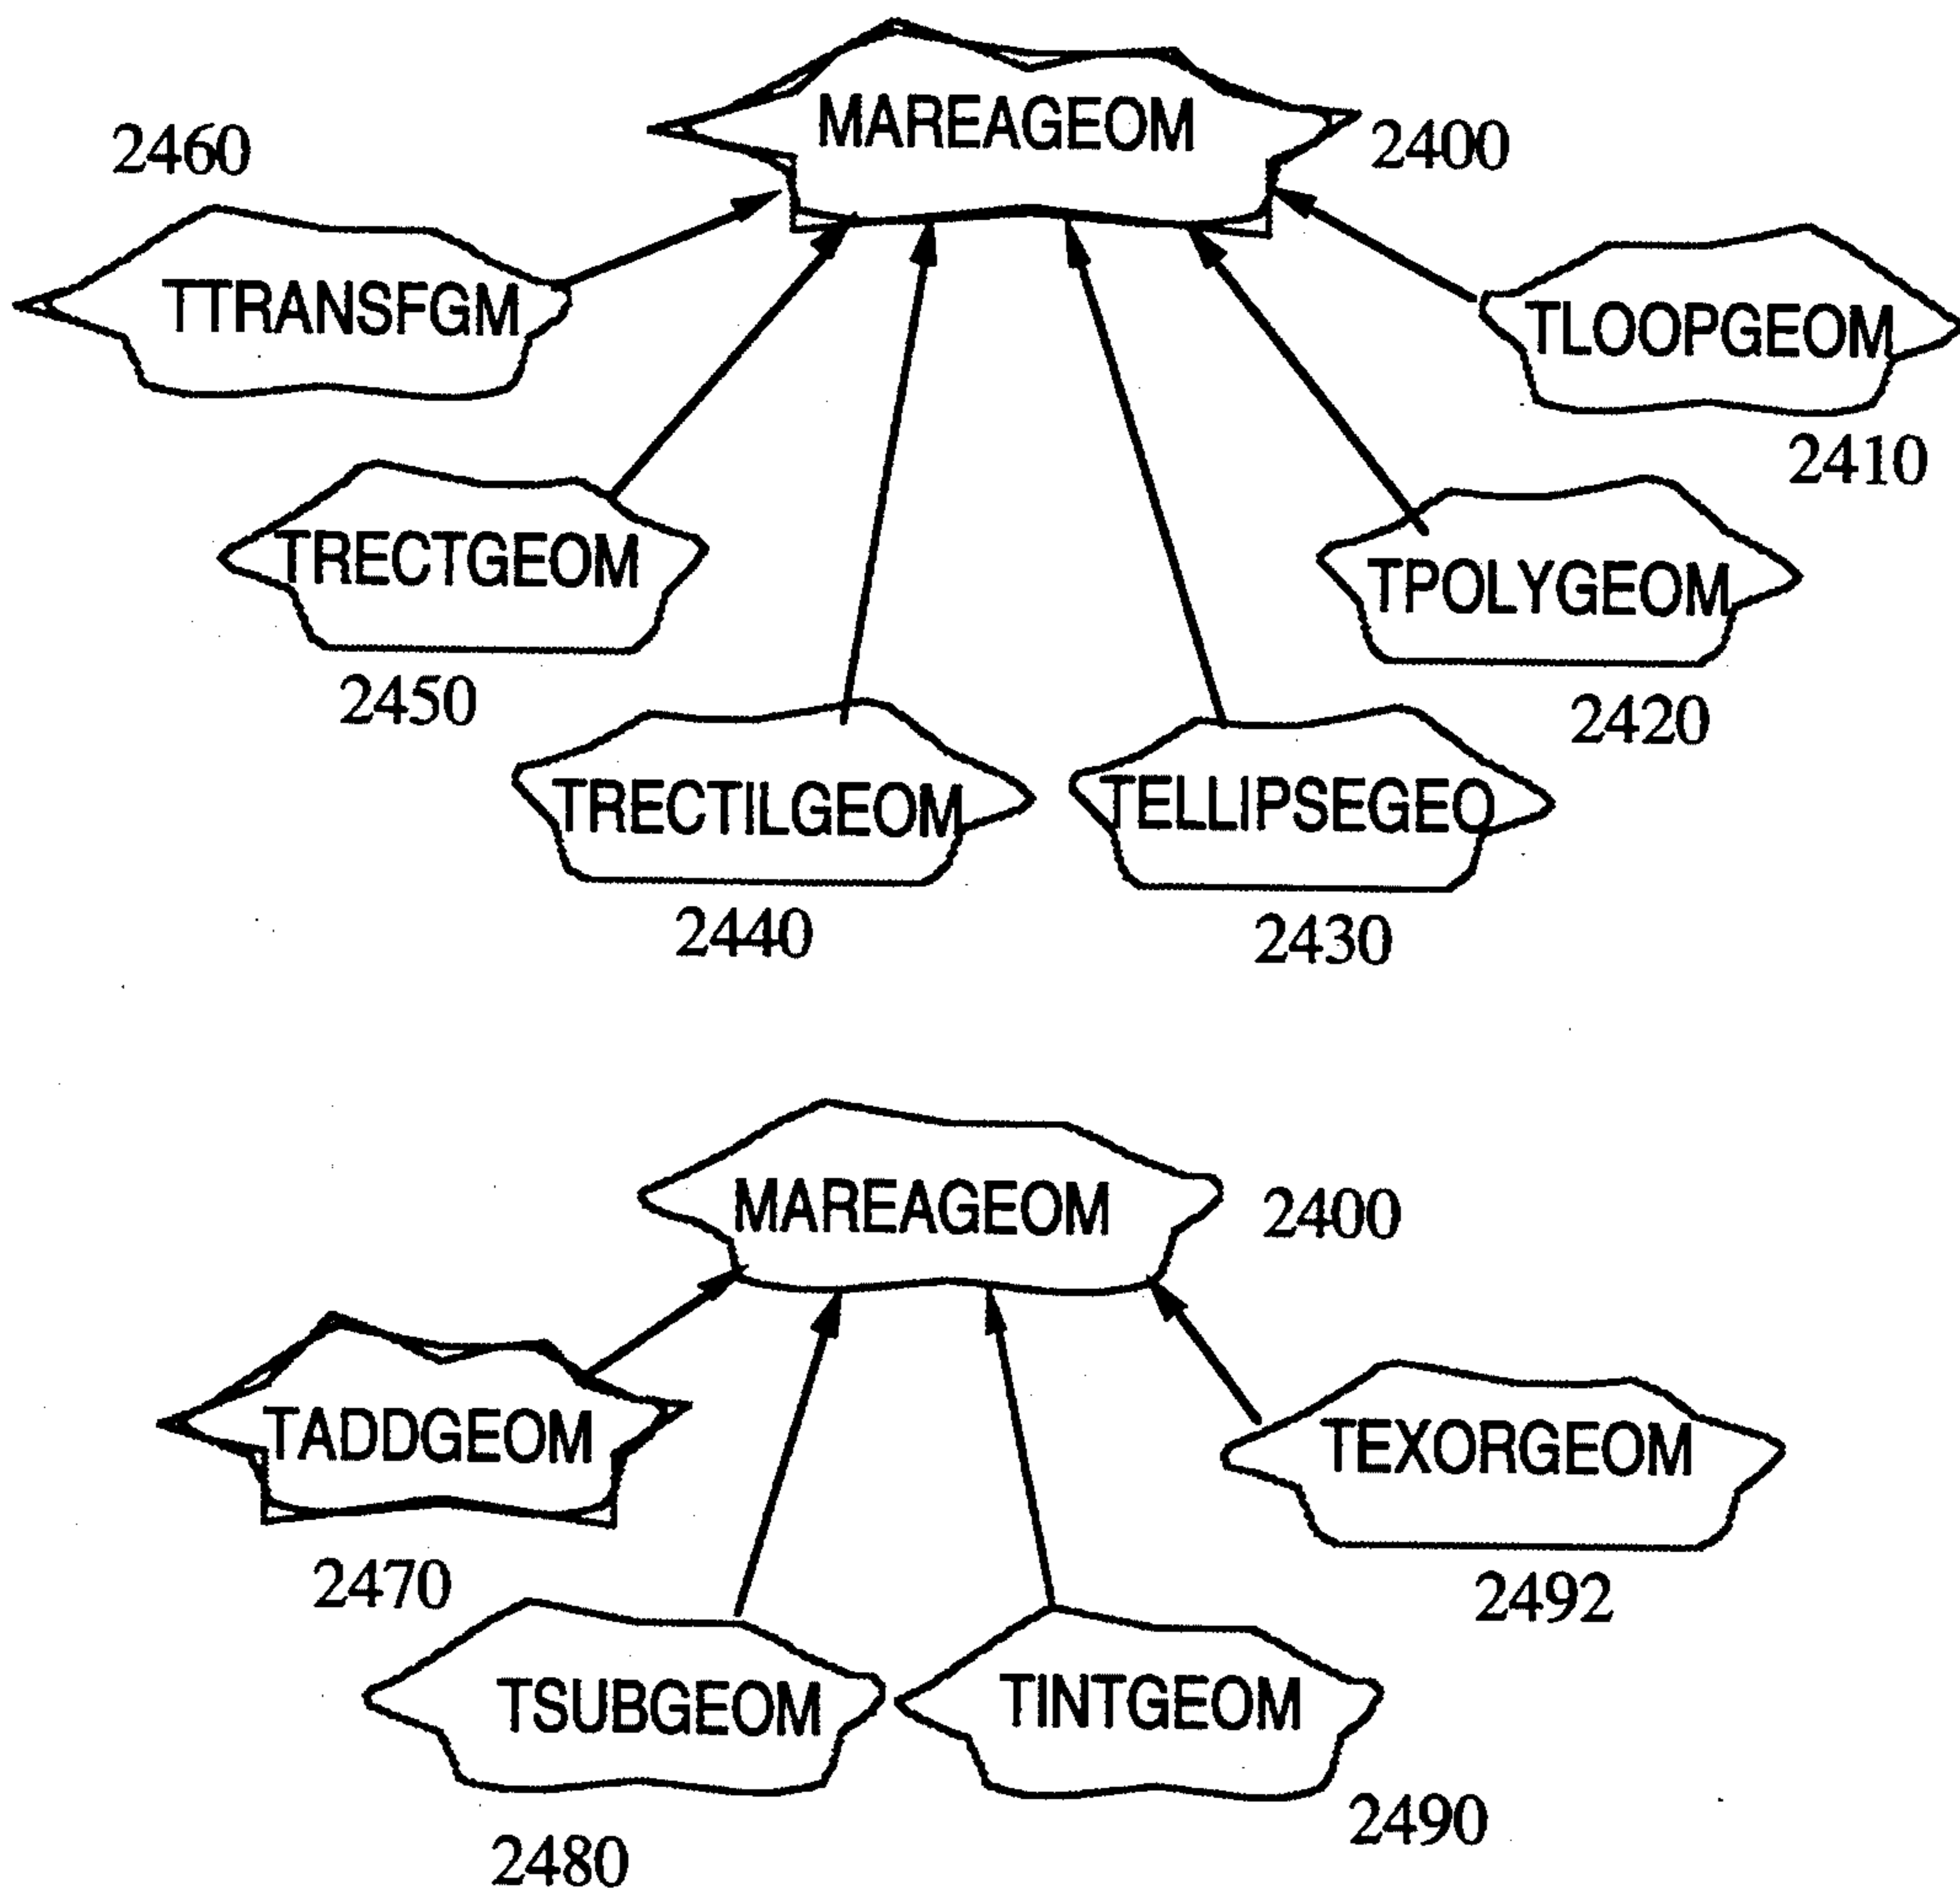 MAREAGEOM
2400
2460
TTRANSFGM
TLOOPGEOM
2410
TRECTGEOM
2450
TPOLYGEOM
2420
TRECTILGEOM
2440
TELLIPSEGEO
2430
MAREAGEOM
2400
TADDGEOM
2470
TEXORGEOM
2492
TSUBGEOM
2480
TINTGEOM
2490